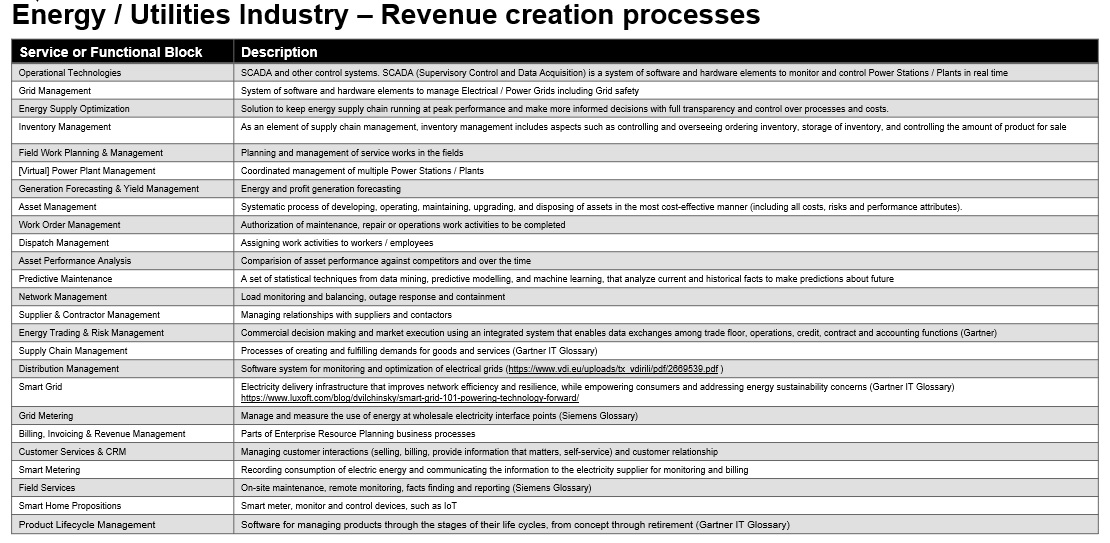 Energy / Utilities Industry – Revenue creation processes
Service or Functional Block Description
Operational Technologies SCADA and other control systems. SCADA (Supervisory Control and Data Acquisition) is a system of software and hardware elements to monitor and control Power Stations / Plants in real time
Grid Management System of software and hardware elements to manage Electrical / Power Grids including Grid safety
Energy Supply Optimization Solution to keep energy supply chain running at peak performance and make more informed decisions with full transparency and control over processes and costs.
Inventory Management As an element of supply chain management, inventory management includes aspects such as controlling and overseeing ordering inventory, storage of inventory, and controlling the amount of product for sale
Field Work Planning & Management Planning and management of service works in the fields
[Virtual] Power Plant Management Coordinated management of multiple Power Stations / Plants
Generation Forecasting & Yield Management Energy and profit generation forecasting
Asset Management Systematic process of developing, operating, maintaining, upgrading, and disposing of assets in the most cost-effective manner (including all costs, risks and performance attributes).
Work Order Management Authorization of maintenance, repair or operations work activities to be completed
Dispatch Management Assigning work activities to workers / employees
Asset Performance Analysis Comparision of asset performance against competitors and over the time
Predictive Maintenance A set of statistical techniques from data mining, predictive modelling, and machine learning, that analyze current and historical facts to make predictions about future
Network Management Load monitoring and balancing, outage response and containment
Supplier & Contractor Management Managing relationships with suppliers and contactors
Energy Trading & Risk Management Commercial decision making and market execution using an integrated system that enables data exchanges among trade floor, operations, credit, contract and accounting functions (Gartner)
Supply Chain Management Processes of creating and fulfilling demands for goods and services (Gartner IT Glossary)
Distribution Management Software system for monitoring and optimization of electrical grids (https://www.vdi.eu/uploads/tx_vdirili/pdf/2669539.pdf )
Smart Grid Electricity delivery infrastructure that improves network efficiency and resilience, while empowering consumers and addressing energy sustainability concerns (Gartner IT Glossary)
https://www.luxoft.com/blog/dvilchinsky/smart-grid-101-powering-technology-forward/
Grid Metering Manage and measure the use of energy at wholesale electricity interface points (Siemens Glossary)
Billing, Invoicing & Revenue Management Parts of Enterprise Resource Planning business processes
Customer Services & CRM Managing customer interactions (selling, billing, provide information that matters, self-service) and customer relationship
Smart Metering Recording consumption of electric energy and communicating the information to the electricity supplier for monitoring and billing
Field Services On-site maintenance, remote monitoring, facts finding and reporting (Siemens Glossary)
Smart Home Propositions Smart meter, monitor and control devices, such as IoT
Product Lifecycle Management Software for managing products through the stages of their life cycles, from concept through retirement (Gartner IT Glossary)